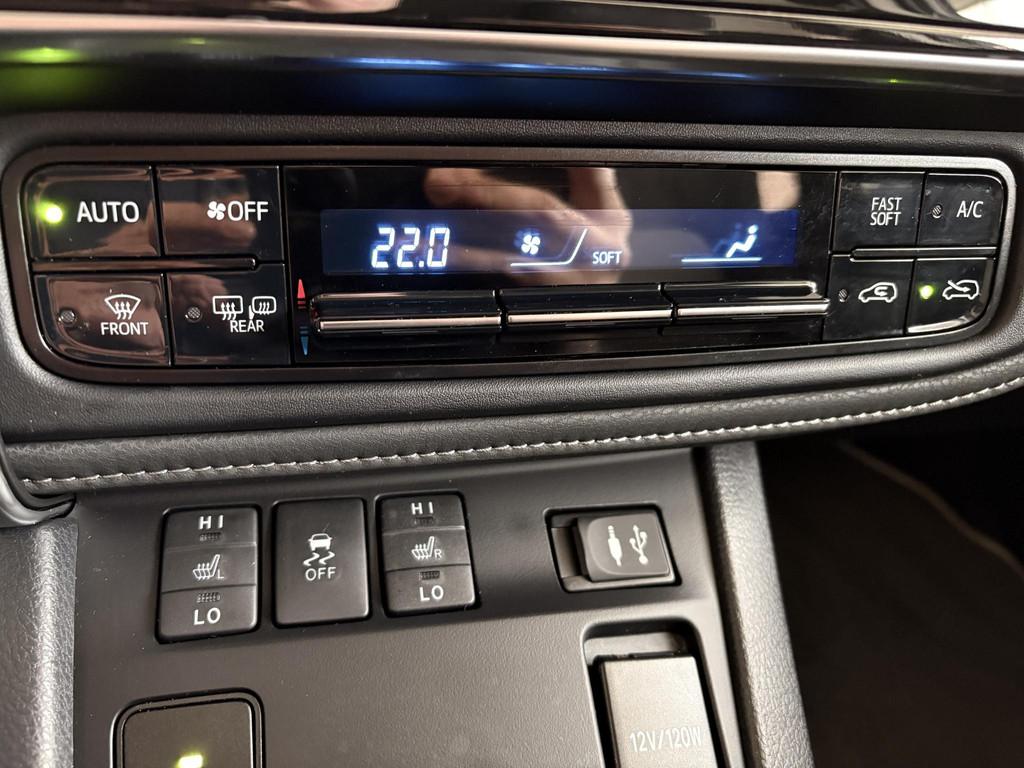 AUTO
OFF
22.0
SOFT
FAST
SOFT
A/C
FRONT
REAR
HI
L
LO
OFF
HI
R
LO
12V/120W